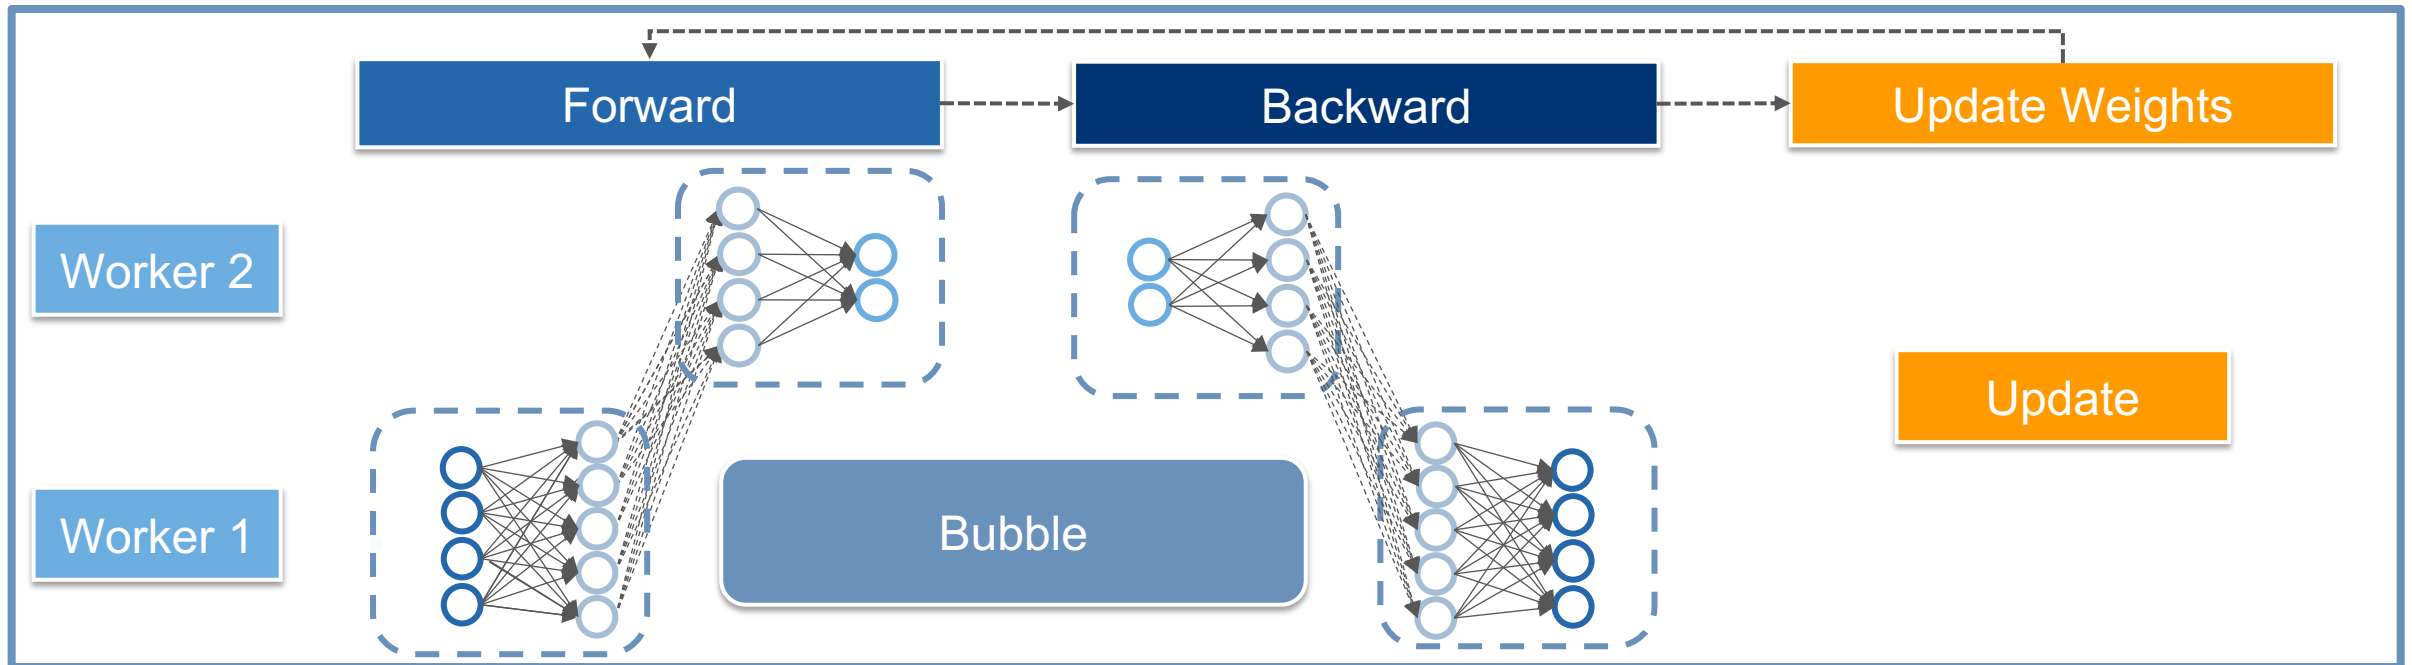 Forward
Backward
Update Weights
Worker 2
Update
Worker 1
Bubble